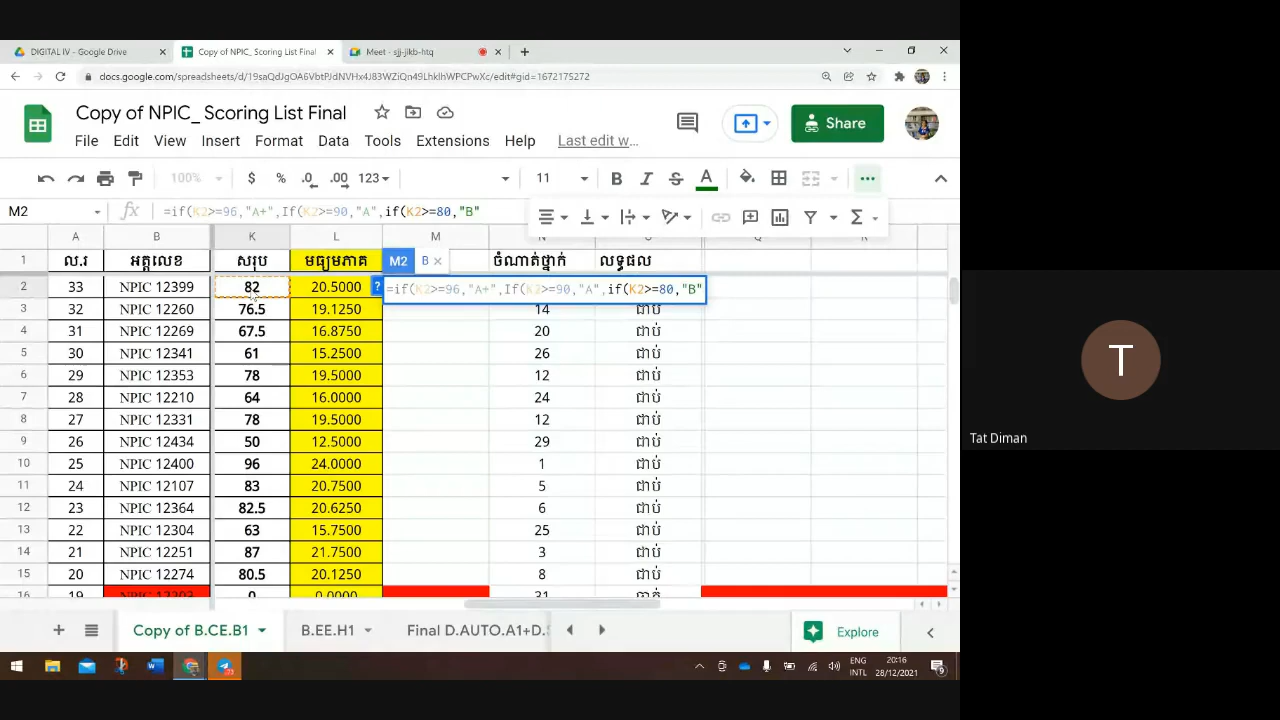 DIGITAL IV - Google Drive
Copy of NPIC_ Scoring List Final
Meet - sjj-jikb-htq
docs.google.com/spreadsheets/d/19saQdJgOA6VbtPJdNVHx4J83WZiQn49LhklhWPCPwXc/edit#gid=1672175272
Copy of NPIC_ Scoring List Final
File Edit View Insert Format Data Tools Extensions Help Last edit w...
Share
100% $ % .0 .00 123 11 B I S A
M2 fx =if(K2>=96,"A+",If(K2>=90,"A",if(K2>=80,"B"
A B K L M
1 ល.រ អត្តលេខ សរុប មធ្យមភាគ M2 B × ចំណាត់ថ្នាក់ លទ្ធផល
2 33 NPIC 12399 82 20.5000 ? =if(K2>=96,"A+",If(K2>=90,"A",if(K2>=80,"B"
3 32 NPIC 12260 76.5 19.1250 14 ជាប់
4 31 NPIC 12269 67.5 16.8750 20 ជាប់
5 30 NPIC 12341 61 15.2500 26 ជាប់
6 29 NPIC 12353 78 19.5000 12 ជាប់
7 28 NPIC 12210 64 16.0000 24 ជាប់
8 27 NPIC 12331 78 19.5000 12 ជាប់
9 26 NPIC 12434 50 12.5000 29 ជាប់
10 25 NPIC 12400 96 24.0000 1 ជាប់
11 24 NPIC 12107 83 20.7500 5 ជាប់
12 23 NPIC 12364 82.5 20.6250 6 ជាប់
13 22 NPIC 12304 63 15.7500 25 ជាប់
14 21 NPIC 12251 87 21.7500 3 ជាប់
15 20 NPIC 12274 80.5 20.1250 8 ជាប់
16 19 NPIC 12203 0 0.0000 31
Copy of B.CE.B1 B.EE.H1 Final D.AUTO.A1+D. Explore
ENG
INTL
20:16
28/12/2021
T
Tat Diman